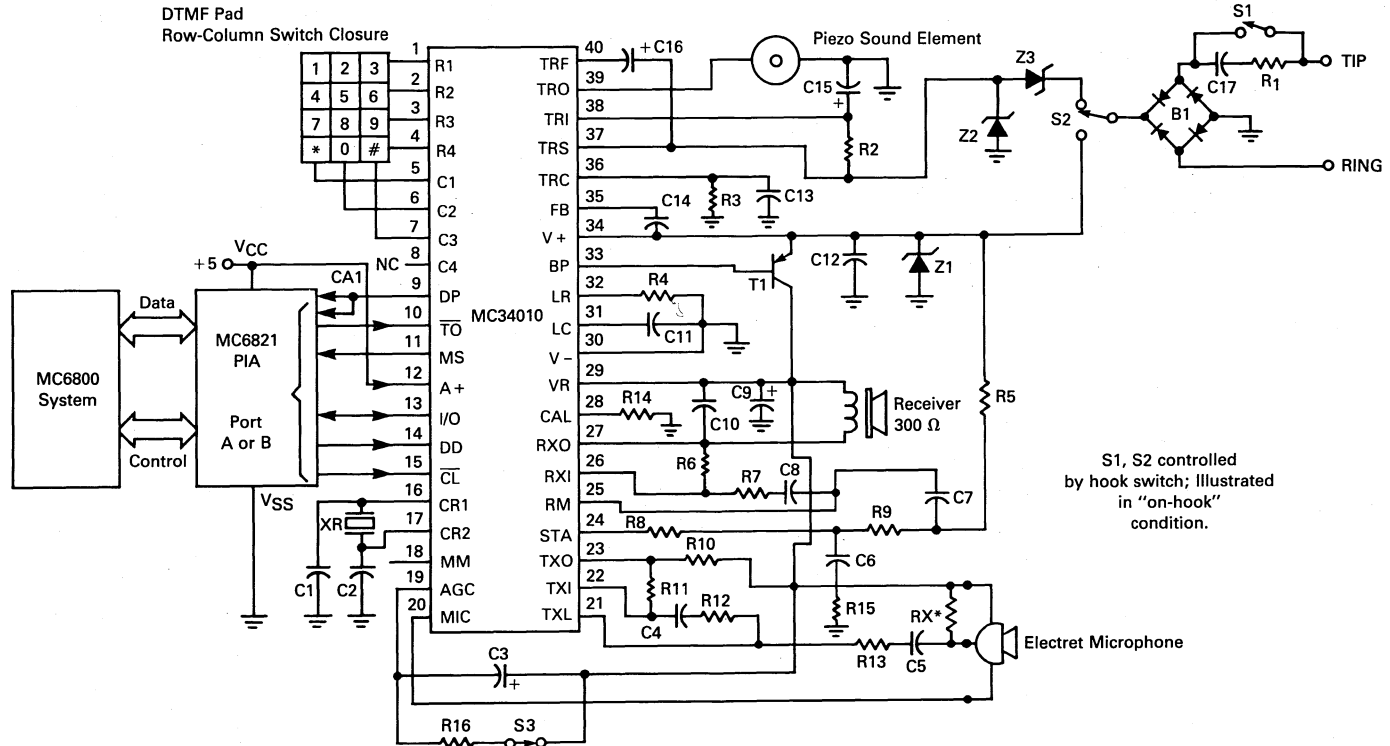 DTMF Pad
Row-Column Switch Closure
1 2 3
4 5 6
7 8 9
* 0 #
1 R1
2 R2
3 R3
4 R4
5 C1
6 C2
7 C3
NC 8 C4
9 DP
10 TO
11 MS
12 A+
13 I/O
14 DD
15 CL
16 CR1
17 CR2
18 MM
19 AGC
20 MIC
MC34010
TRF 40
TRO 39
TRI 38
TRS 37
TRC 36
FB 35
V+ 34
BP 33
LR 32
LC 31
V− 30
VR 29
CAL 28
RXO 27
RXI 26
RM 25
STA 24
TXO 23
TXI 22
TXL 21
VCC
+5
CA1
Data
Control
MC6800
System
MC6821
PIA
Port
A or B
VSS
XR
C1
C2
C3
+
R16
S3
+ C16
Piezo Sound Element
C15
+
R2
R3
C13
C14
T1
C12
Z1
Z2
Z3
S2
S1
C17
R1
B1
TIP
RING
R4
C11
R14
C10
C9 +
Receiver
300 Ω
R5
R6
R7
C8
C7
R8
R9
C6
R15
R10
R11
C4
R12
R13
C5
RX*
Electret Microphone
S1, S2 controlled
by hook switch; Illustrated
in "on-hook"
condition.